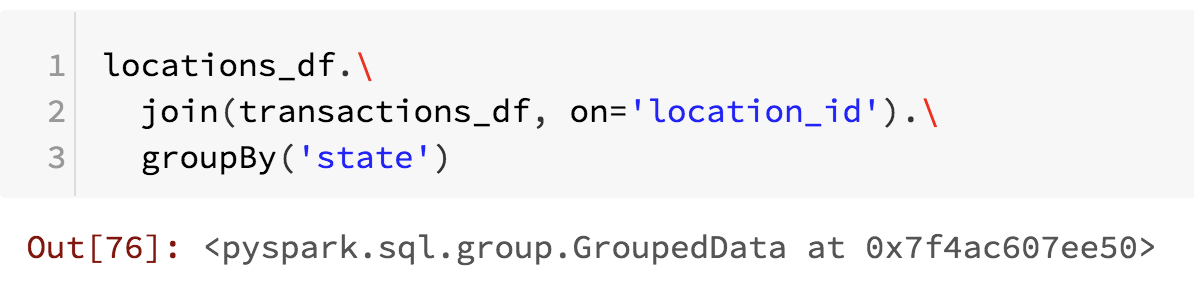 1 locations_df.\
2 join(transactions_df, on='location_id').\
3 groupBy('state')
Out[76]: <pyspark.sql.group.GroupedData at 0x7f4ac607ee50>